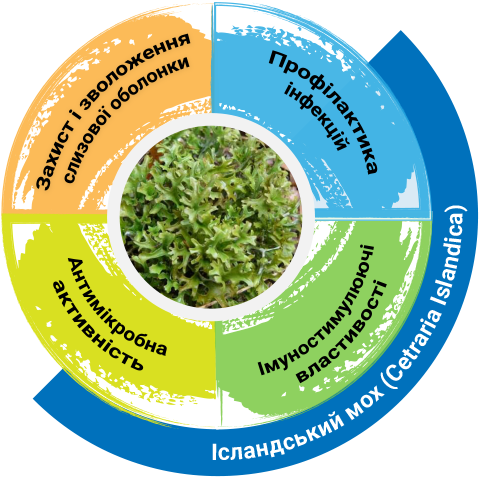 Захист і зволоження
слизової оболонки
Профілактика
інфекцій
Антимікробна
активність
Імуностимулюючі
властивості
Ісландський мох (Cetraria Islandica)